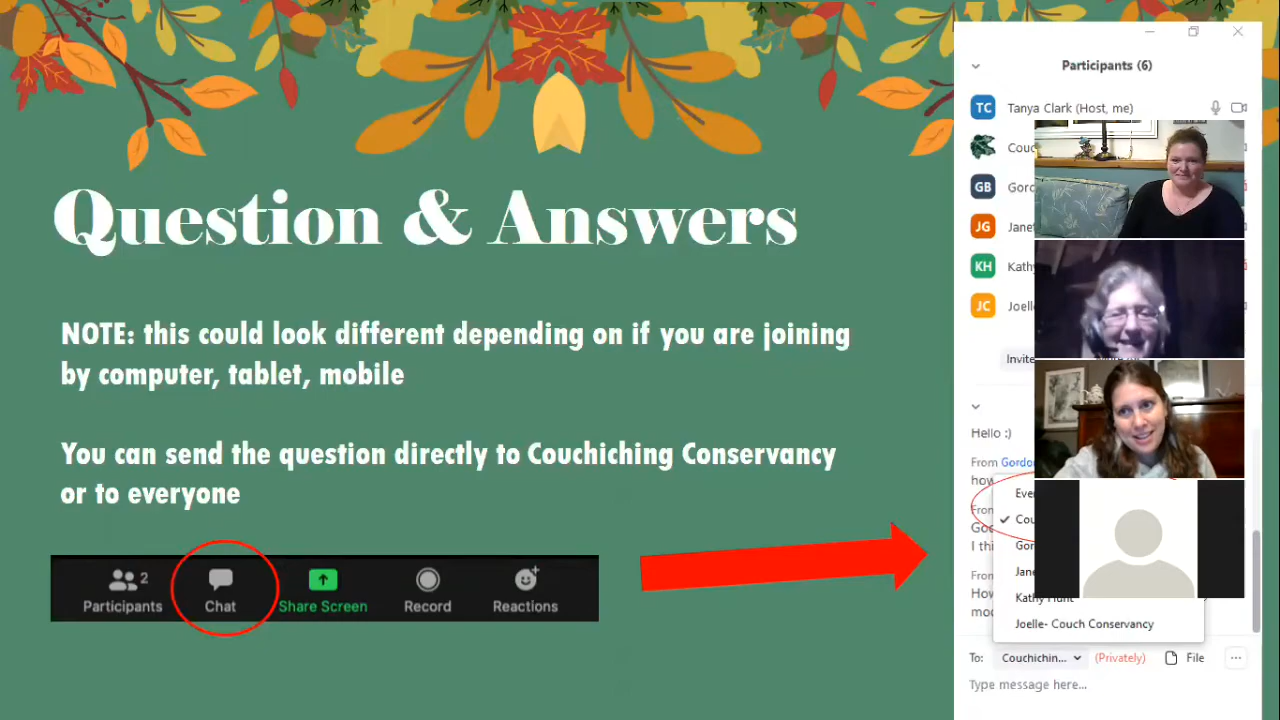 Question & Answers
NOTE: this could look different depending on if you are joining
by computer, tablet, mobile
You can send the question directly to Couchiching Conservancy
or to everyone
2
Participants
Chat
Share Screen
Record
Reactions
Participants (6)
TC Tanya Clark (Host, me)
GB
JG
KH
JC
Invite
Hello :)
From
Kathy Hunt
Joelle- Couch Conservancy
To: Couchichin... (Privately) File ...
Type message here...